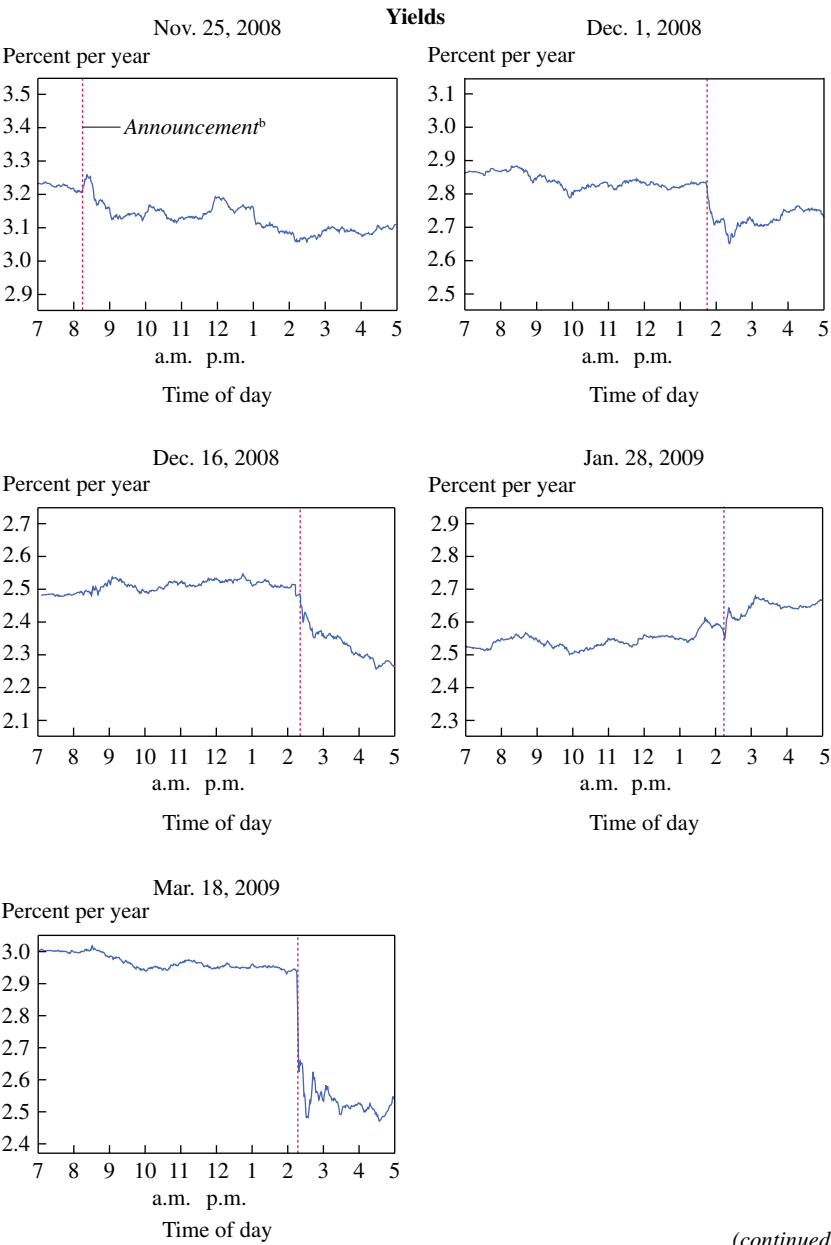 Yields
Nov. 25, 2008
Percent per year
3.5
3.4
3.3
3.2
3.1
3.0
2.9
Announcementᵇ
7 8 9 10 11 12 1 2 3 4 5
a.m. p.m.
Time of day
Dec. 1, 2008
Percent per year
3.1
3.0
2.9
2.8
2.7
2.6
2.5
7 8 9 10 11 12 1 2 3 4 5
a.m. p.m.
Time of day
Dec. 16, 2008
Percent per year
2.7
2.6
2.5
2.4
2.3
2.2
2.1
7 8 9 10 11 12 1 2 3 4 5
a.m. p.m.
Time of day
Jan. 28, 2009
Percent per year
2.9
2.8
2.7
2.6
2.5
2.4
2.3
7 8 9 10 11 12 1 2 3 4 5
a.m. p.m.
Time of day
Mar. 18, 2009
Percent per year
3.0
2.9
2.8
2.7
2.6
2.5
2.4
7 8 9 10 11 12 1 2 3 4 5
a.m. p.m.
Time of day
(continued